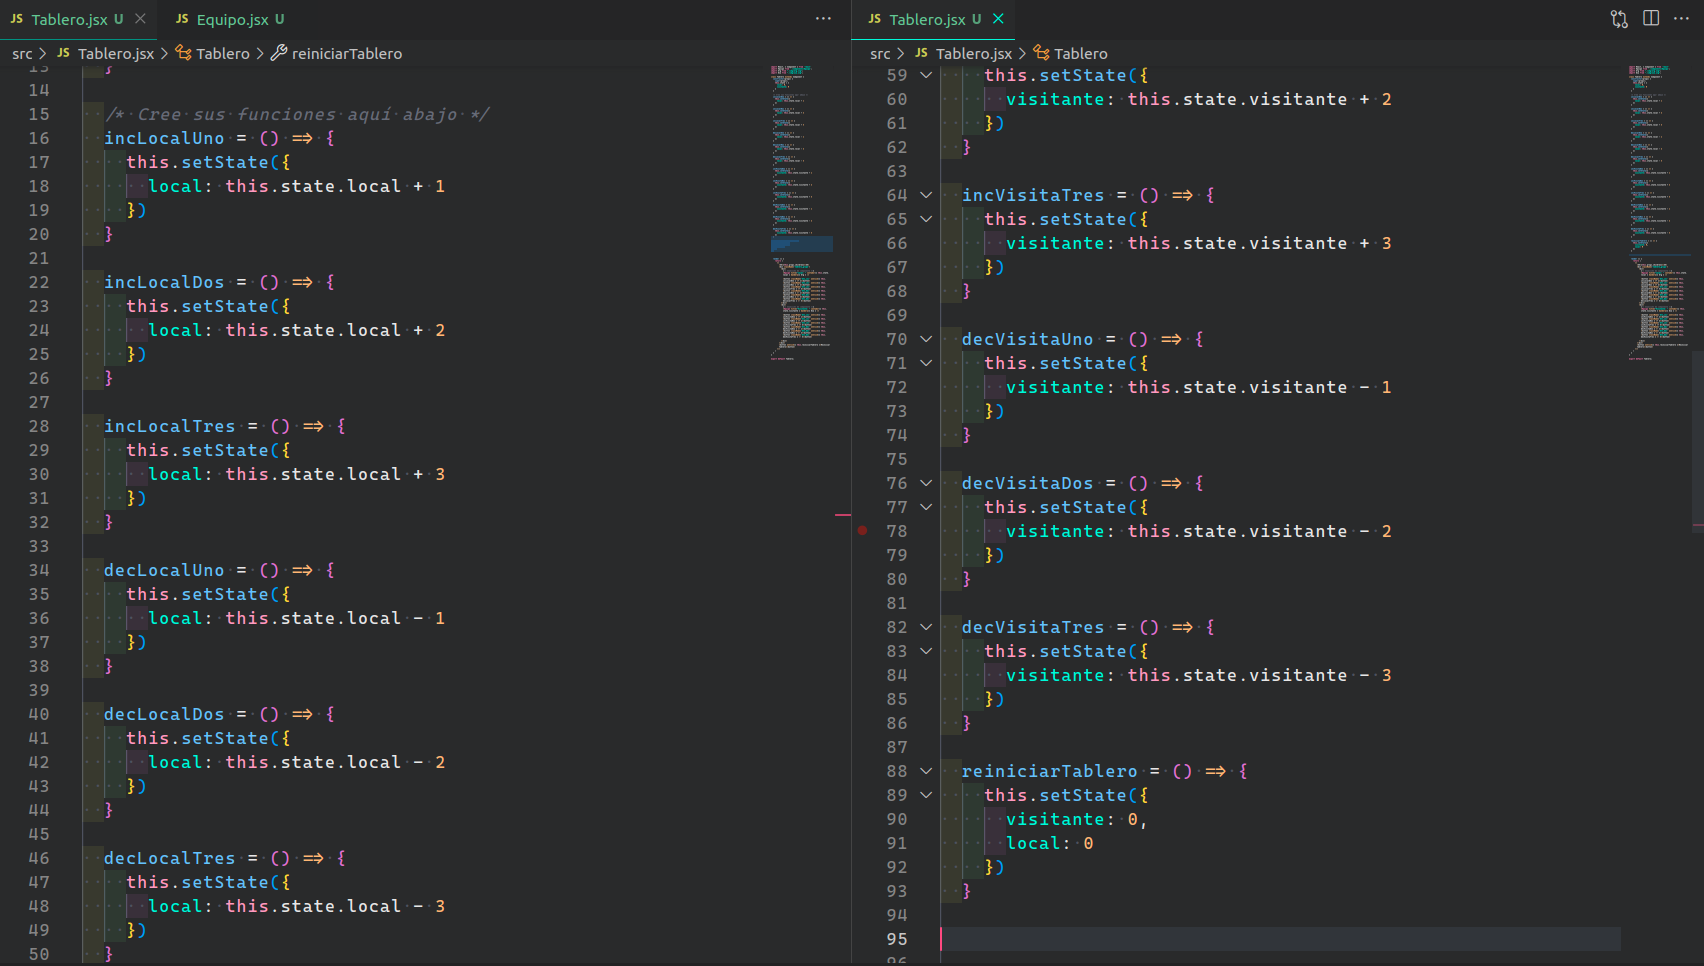 JS Tablero.jsx U
JS Equipo.jsx U
src > JS Tablero.jsx > Tablero > reiniciarTablero
13 }
14
15 /* Cree sus funciones aquí abajo */
16 incLocalUno = () => {
17 this.setState({
18 local: this.state.local + 1
19 })
20 }
21
22 incLocalDos = () => {
23 this.setState({
24 local: this.state.local + 2
25 })
26 }
27
28 incLocalTres = () => {
29 this.setState({
30 local: this.state.local + 3
31 })
32 }
33
34 decLocalUno = () => {
35 this.setState({
36 local: this.state.local - 1
37 })
38 }
39
40 decLocalDos = () => {
41 this.setState({
42 local: this.state.local - 2
43 })
44 }
45
46 decLocalTres = () => {
47 this.setState({
48 local: this.state.local - 3
49 })
50 }
JS Tablero.jsx U
src > JS Tablero.jsx > Tablero
59 this.setState({
60 visitante: this.state.visitante + 2
61 })
62 }
63
64 incVisitaTres = () => {
65 this.setState({
66 visitante: this.state.visitante + 3
67 })
68 }
69
70 decVisitaUno = () => {
71 this.setState({
72 visitante: this.state.visitante - 1
73 })
74 }
75
76 decVisitaDos = () => {
77 this.setState({
78 visitante: this.state.visitante - 2
79 })
80 }
81
82 decVisitaTres = () => {
83 this.setState({
84 visitante: this.state.visitante - 3
85 })
86 }
87
88 reiniciarTablero = () => {
89 this.setState({
90 visitante: 0,
91 local: 0
92 })
93 }
94
95
96